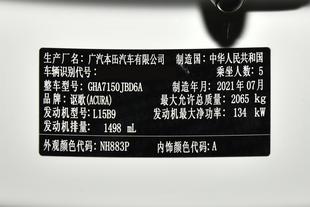 生产厂名: 广汽本田汽车有限公司 制造国: 中华人民共和国
车辆识别代号: 乘坐人数: 5
整车型号: GHA7150JBD6A 制造年月: 2021年07月
品牌: 讴歌(ACURA) 最大允许总质量: 2065 kg
发动机型号: L15B9 发动机最大净功率: 134 kW
发动机排量: 1498 mL
外观颜色代码: NH883P 内饰颜色代码: A